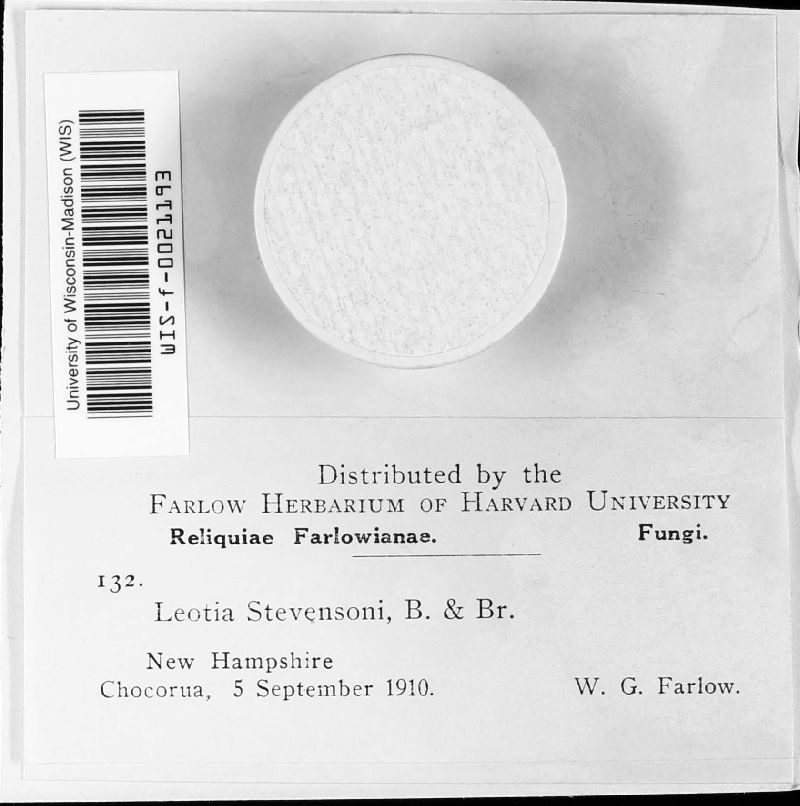 University of Wisconsin-Madison (WIS)
WIS-f-0021193
Distributed by the
FARLOW HERBARIUM OF HARVARD UNIVERSITY
Reliquiae Farlowianae. Fungi.
132.
Leotia Stevensoni, B. & Br.
New Hampshire
Chocorua, 5 September 1910. W. G. Farlow.